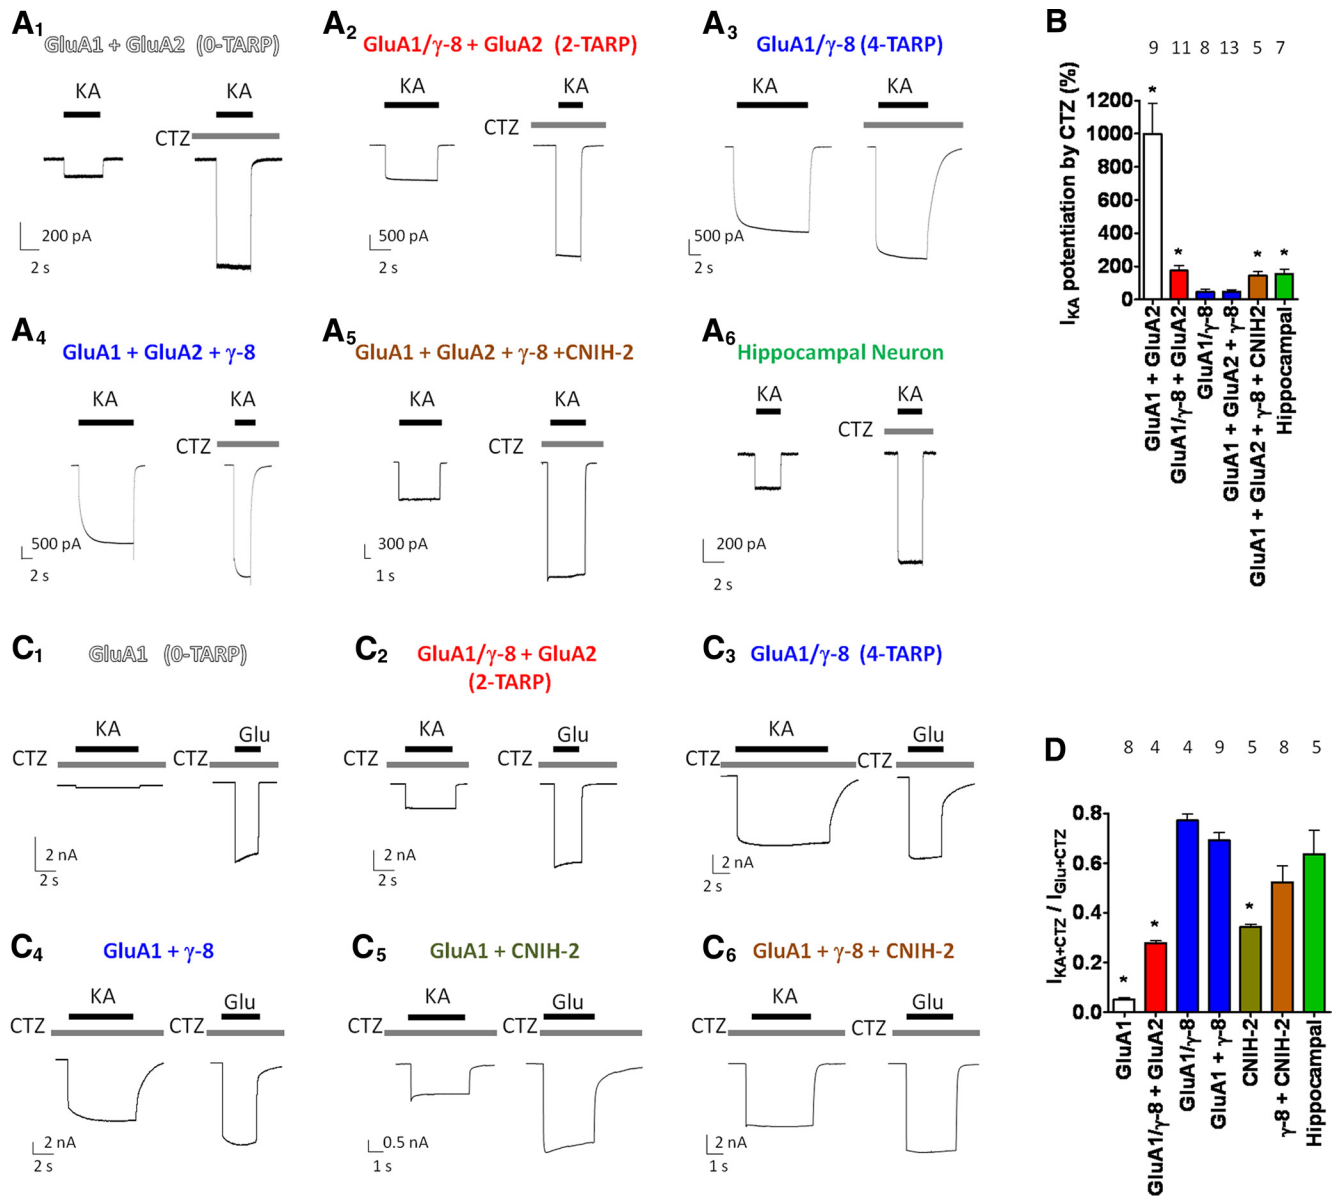 A1
GluA1 + GluA2 (0-TARP)
KA
KA
CTZ
200 pA
2 s
A2
GluA1/γ-8 + GluA2 (2-TARP)
KA
KA
CTZ
500 pA
2 s
A3
GluA1/γ-8 (4-TARP)
KA
KA
500 pA
2 s
B
9 11 8 13 5 7
IKA potentiation by CTZ (%)
1200
1000
800
600
400
200
0
* * * *
GluA1 + GluA2
GluA1/γ-8 + GluA2
GluA1/γ-8
GluA1 + GluA2 + γ-8
GluA1 + GluA2 + γ-8 + CNIH2
Hippocampal
A4
GluA1 + GluA2 + γ-8
KA
KA
CTZ
500 pA
2 s
A5
GluA1 + GluA2 + γ-8 +CNIH-2
KA
KA
CTZ
300 pA
1 s
A6
Hippocampal Neuron
KA
KA
CTZ
200 pA
2 s
C1
GluA1 (0-TARP)
KA
Glu
CTZ
CTZ
2 nA
2 s
C2
GluA1/γ-8 + GluA2
(2-TARP)
KA
Glu
CTZ
CTZ
2 nA
2 s
C3
GluA1/γ-8 (4-TARP)
KA
Glu
CTZ
CTZ
2 nA
2 s
D
8 4 4 9 5 8 5
IKA+CTZ / IGlu+CTZ
0.8
0.6
0.4
0.2
0.0
* * *
GluA1
GluA1/γ-8 + GluA2
GluA1/γ-8
GluA1 + γ-8
CNIH-2
γ-8 + CNIH-2
Hippocampal
C4
GluA1 + γ-8
KA
Glu
CTZ
CTZ
2 nA
2 s
C5
GluA1 + CNIH-2
KA
Glu
CTZ
CTZ
0.5 nA
1 s
C6
GluA1 + γ-8 + CNIH-2
KA
Glu
CTZ
CTZ
2 nA
1 s